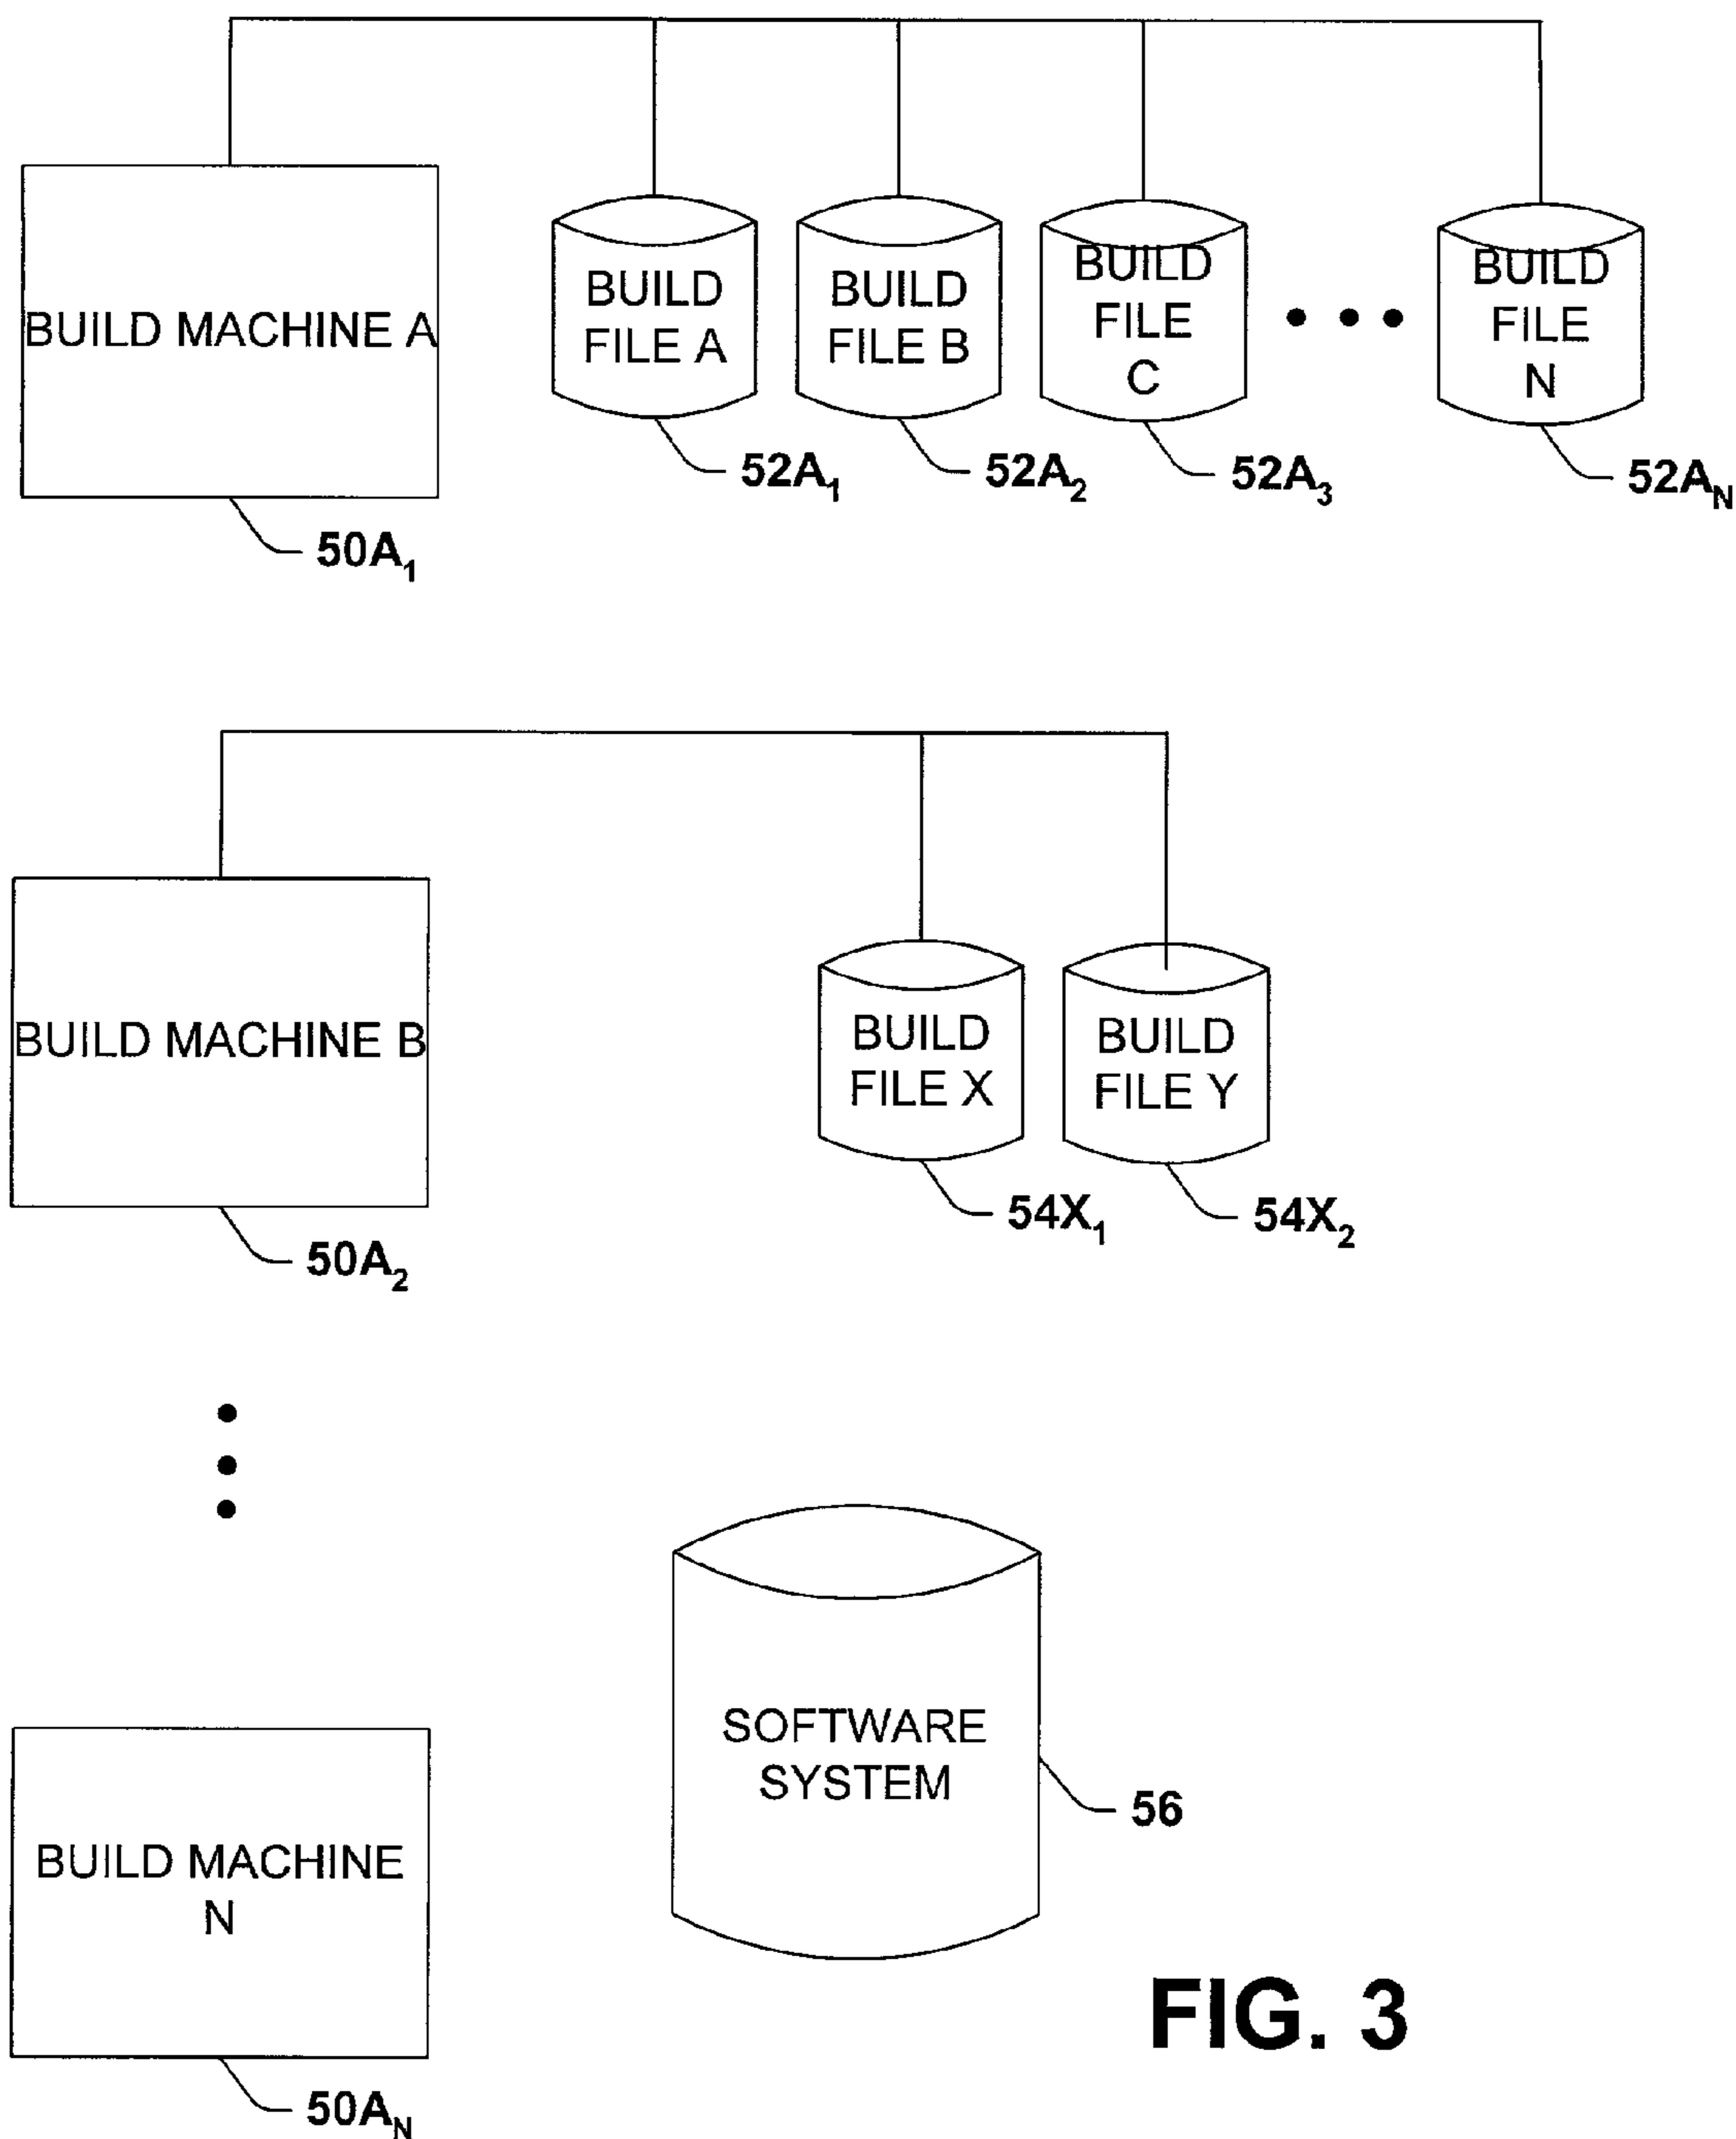 BUILD MACHINE A
BUILD
FILE A
BUILD
FILE B
BUILD
FILE
C
BUILD
FILE
N
52A₁
52A₂
52A₃
52Aₙ
50A₁
BUILD MACHINE B
BUILD
FILE X
BUILD
FILE Y
54X₁
54X₂
50A₂
SOFTWARE
SYSTEM
56
BUILD MACHINE
N
50Aₙ
FIG. 3